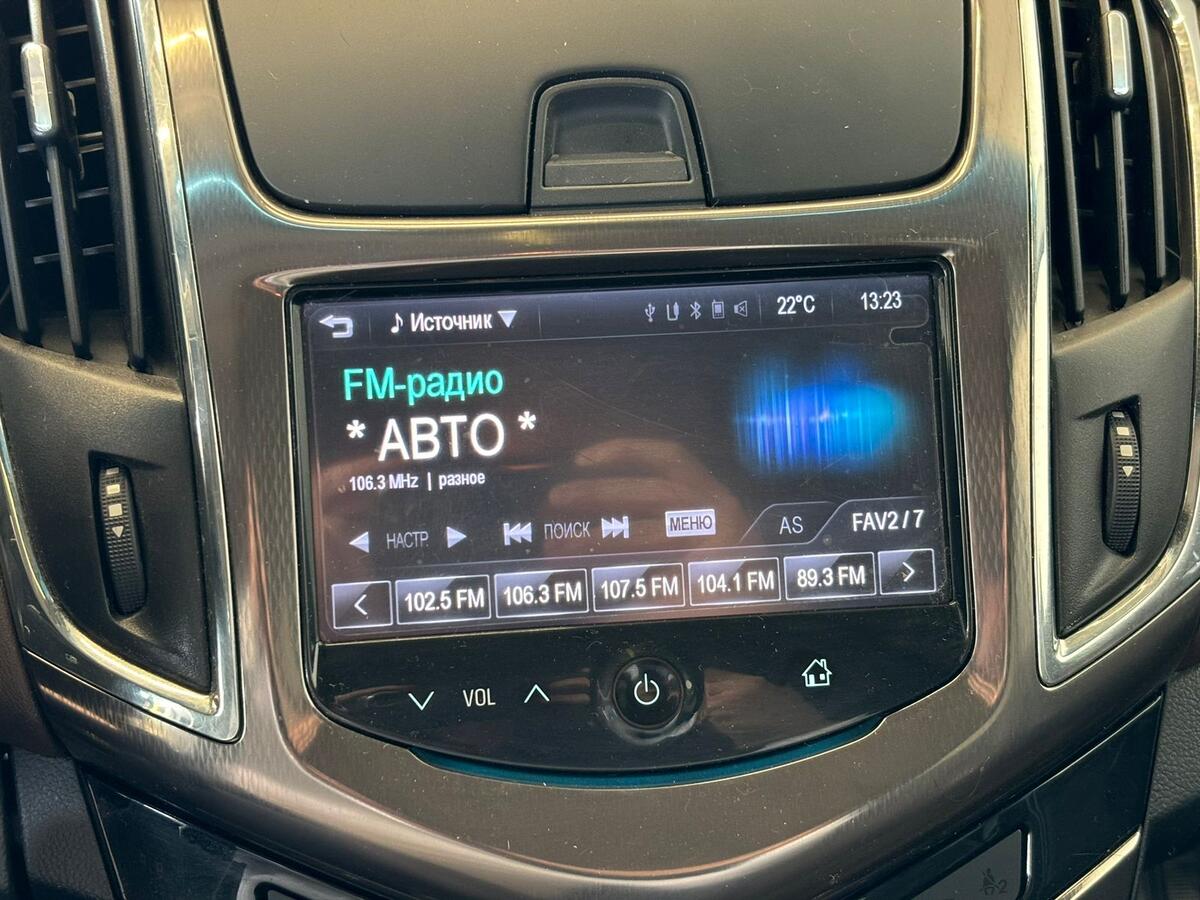 Источник 22°C 13:23
FM-радио
* АВТО *
106.3 MHz | разное
НАСТР ПОИСК МЕНЮ AS FAV2 / 7
< 102.5 FM 106.3 FM 107.5 FM 104.1 FM 89.3 FM >
VOL
2